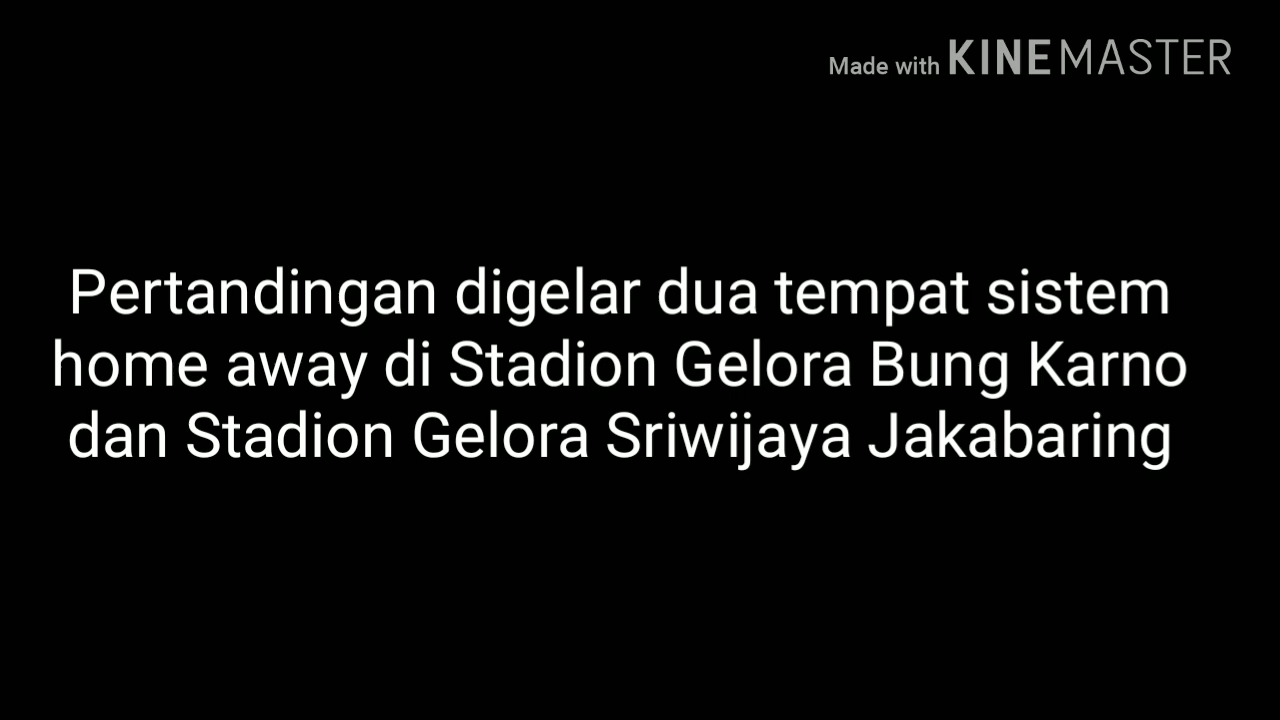 Made with KINEMASTER
Pertandingan digelar dua tempat sistem
home away di Stadion Gelora Bung Karno
dan Stadion Gelora Sriwijaya Jakabaring